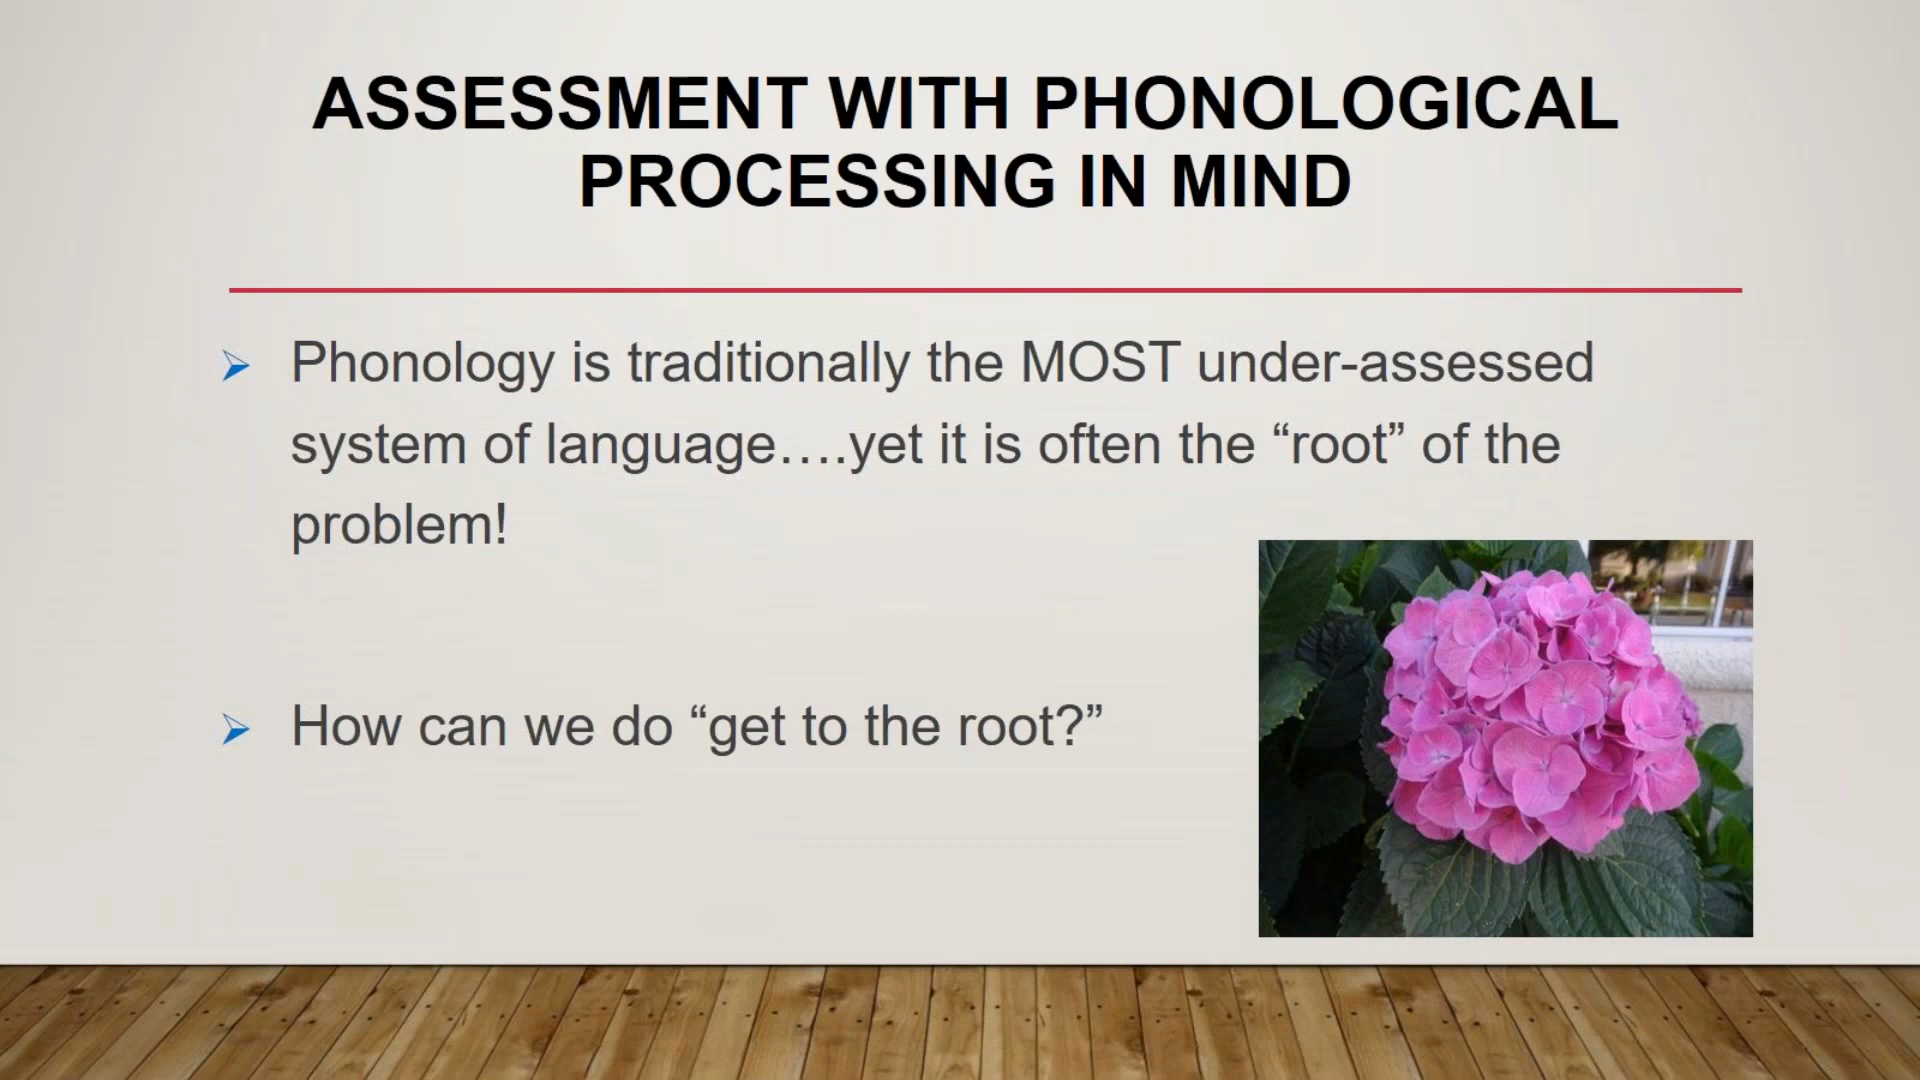 ASSESSMENT WITH PHONOLOGICAL
PROCESSING IN MIND
Phonology is traditionally the MOST under-assessed
system of language….yet it is often the “root” of the
problem!
How can we do “get to the root?”